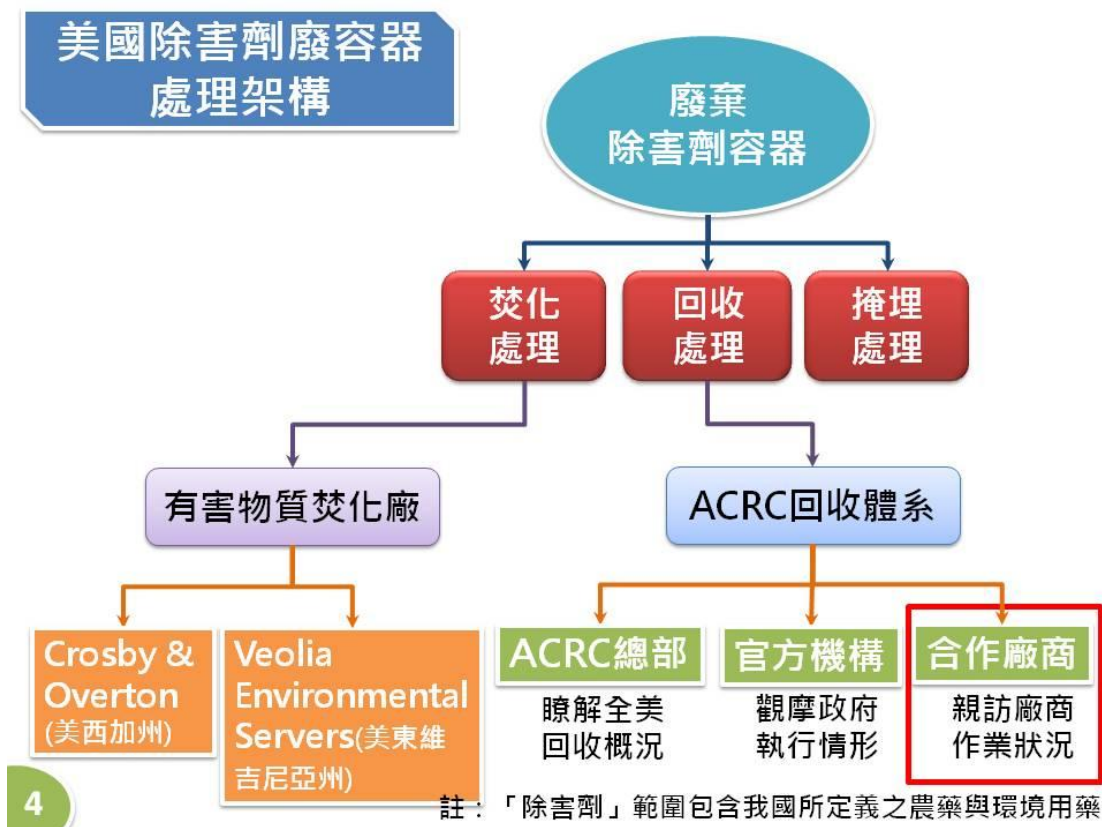 美國除害劑廢容器
處理架構
廢棄
除害劑容器
焚化
處理
回收
處理
掩埋
處理
有害物質焚化廠
ACRC回收體系
Crosby &
Overton
(美西加州)
Veolia
Environmental
Servers(美東維
吉尼亞州)
ACRC總部
瞭解全美
回收概況
官方機構
觀摩政府
執行情形
合作廠商
親訪廠商
作業狀況
4
註：「除害劑」範圍包含我國所定義之農藥與環境用藥